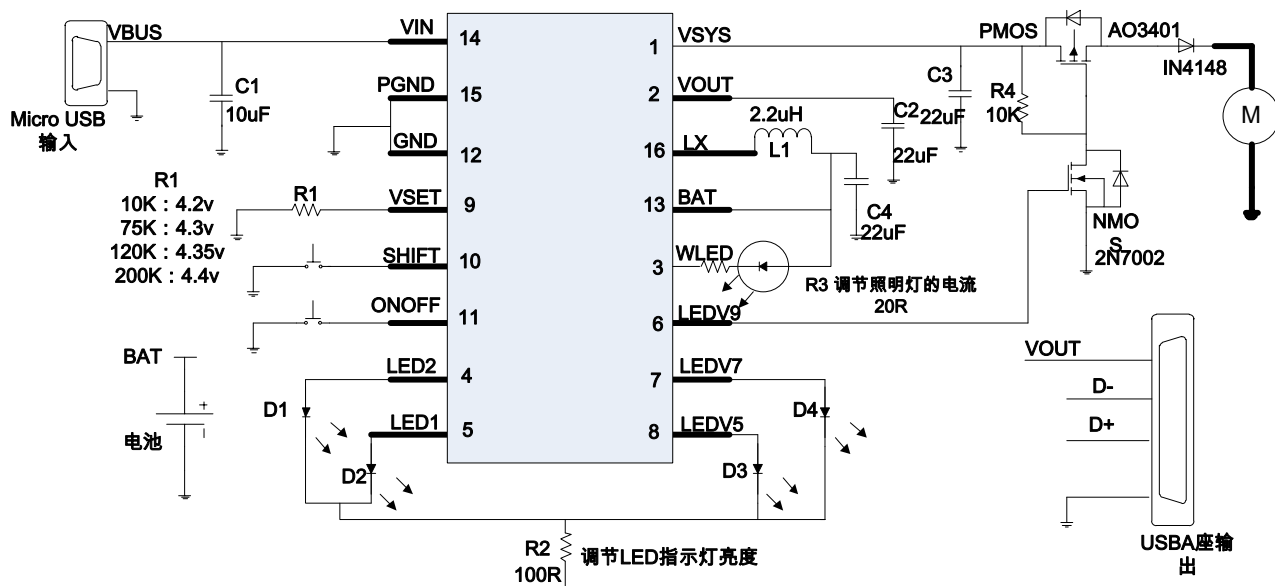 VBUS
VIN
14
Micro USB
输入
C1
10uF
PGND
15
GND
12
R1
10K：4.2v
75K：4.3v
120K：4.35v
200K：4.4v
R1
VSET
9
SHIFT
10
ONOFF
11
BAT
+
电池
LED2
4
D1
LED1
5
D2
1
VSYS
2
VOUT
16
LX
2.2uH
L1
13
BAT
3
WLED
6
LEDV9
7
LEDV7
8
LEDV5
D3
D4
C2
22uF
C3
22uF
C4
22uF
R3 调节照明灯的电流
20R
R4
10K
PMOS
AO3401
IN4148
M
NMO
S
2N7002
R2
100R
调节LED指示灯亮度
VOUT
D-
D+
USBA座输
出